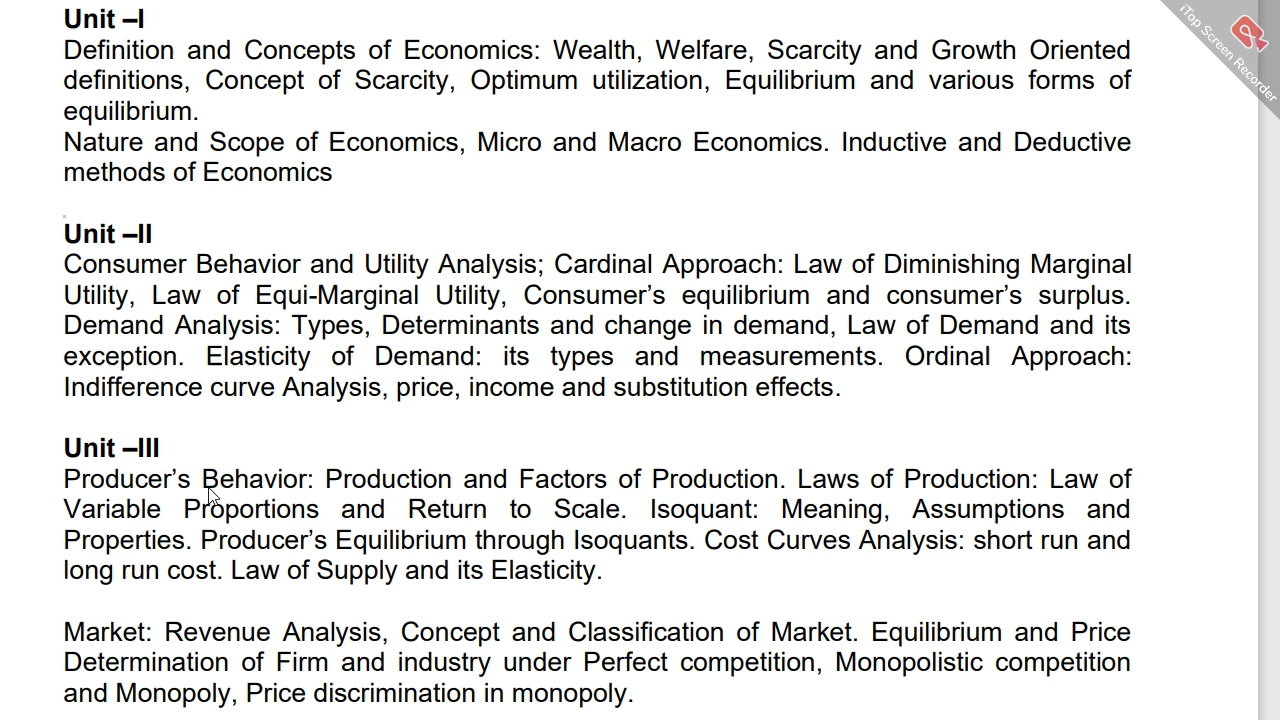 Unit –I
Definition and Concepts of Economics: Wealth, Welfare, Scarcity and Growth Oriented
definitions, Concept of Scarcity, Optimum utilization, Equilibrium and various forms of
equilibrium.
Nature and Scope of Economics, Micro and Macro Economics. Inductive and Deductive
methods of Economics
Unit –II
Consumer Behavior and Utility Analysis; Cardinal Approach: Law of Diminishing Marginal
Utility, Law of Equi-Marginal Utility, Consumer’s equilibrium and consumer’s surplus.
Demand Analysis: Types, Determinants and change in demand, Law of Demand and its
exception. Elasticity of Demand: its types and measurements. Ordinal Approach:
Indifference curve Analysis, price, income and substitution effects.
Unit –III
Producer’s Behavior: Production and Factors of Production. Laws of Production: Law of
Variable Proportions and Return to Scale. Isoquant: Meaning, Assumptions and
Properties. Producer’s Equilibrium through Isoquants. Cost Curves Analysis: short run and
long run cost. Law of Supply and its Elasticity.
Market: Revenue Analysis, Concept and Classification of Market. Equilibrium and Price
Determination of Firm and industry under Perfect competition, Monopolistic competition
and Monopoly, Price discrimination in monopoly.
iTop Screen Recorder